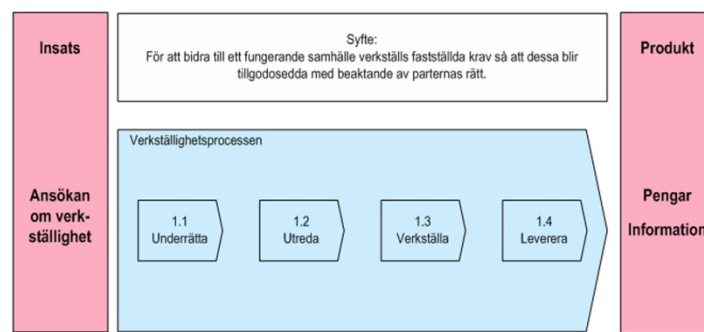 Insats
Syfte:
För att bidra till ett fungerande samhälle verkställs fastställda krav så att dessa blir
tillgodosedda med beaktande av parternas rätt.
Produkt
Verkställighetsprocessen
Ansökan
om verk-
ställighet
1.1
Underrätta
1.2
Utreda
1.3
Verkställa
1.4
Leverera
Pengar
Information